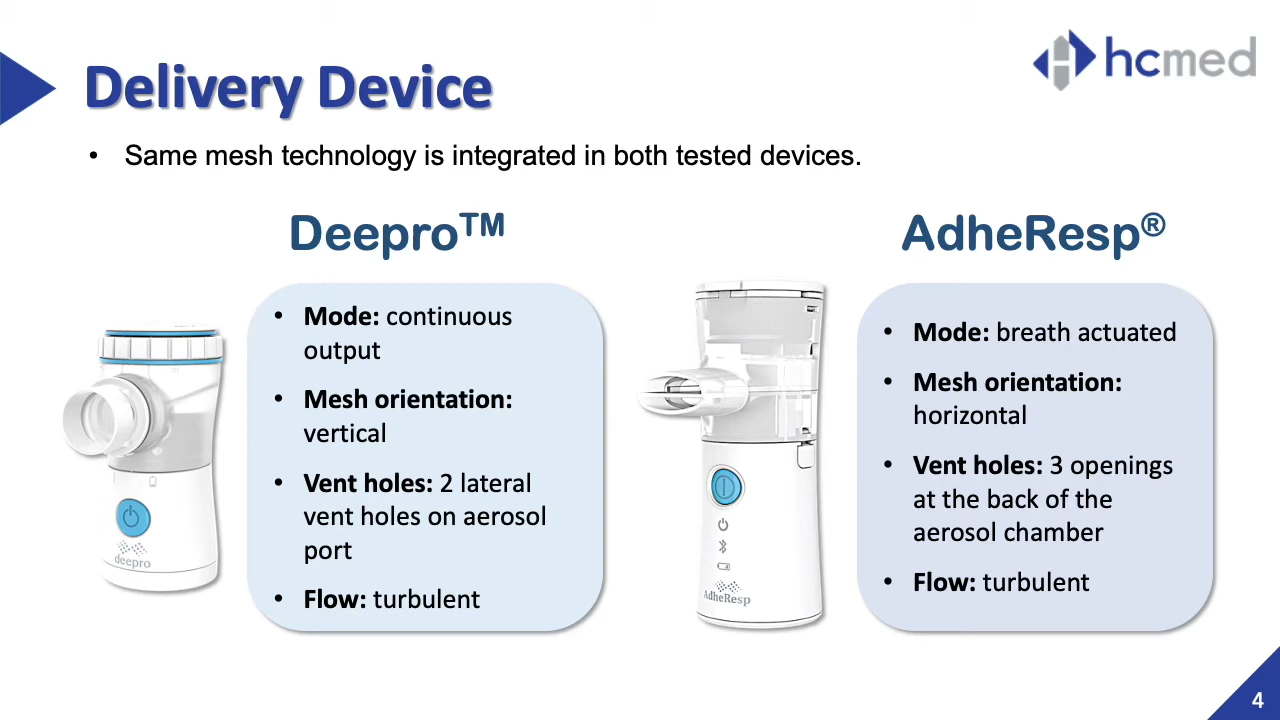 hcmed
Delivery Device
• Same mesh technology is integrated in both tested devices.
Deepro™
• Mode: continuous
output
• Mesh orientation:
vertical
• Vent holes: 2 lateral
vent holes on aerosol
port
• Flow: turbulent
deepro
AdheResp®
• Mode: breath actuated
• Mesh orientation:
horizontal
• Vent holes: 3 openings
at the back of the
aerosol chamber
• Flow: turbulent
AdheResp
4